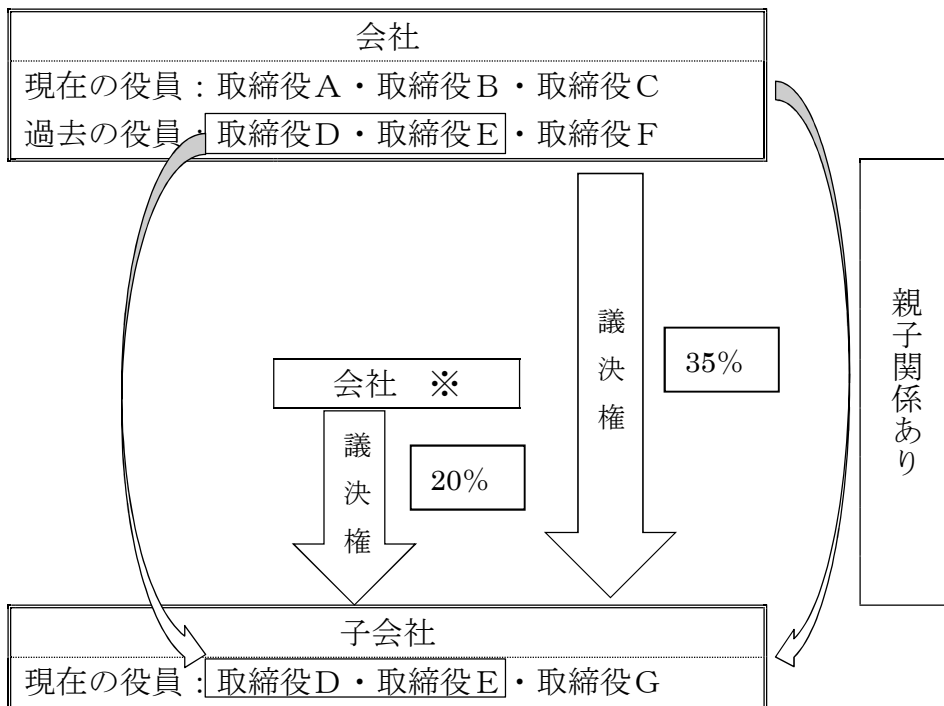 会社
現在の役員：取締役A・取締役B・取締役C
過去の役員：取締役D・取締役E・取締役F
議決権
35%
親子関係あり
会社　※
議決権
20%
子会社
現在の役員：取締役D・取締役E・取締役G